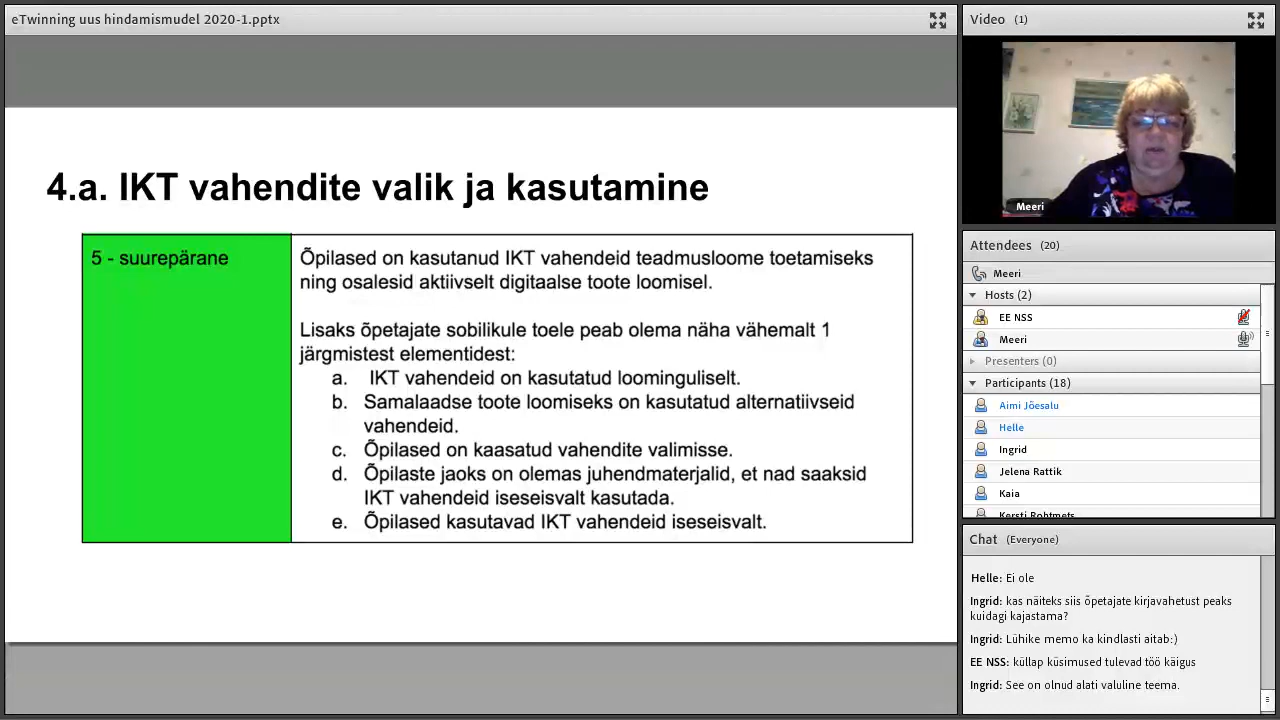 eTwinning uus hindamismudel 2020-1.pptx
4.a. IKT vahendite valik ja kasutamine
5 - suurepärane
Õpilased on kasutanud IKT vahendeid teadmusloome toetamiseks
ning osalesid aktiivselt digitaalse toote loomisel.
Lisaks õpetajate sobilikule toele peab olema näha vähemalt 1
järgmistest elementidest:
a. IKT vahendeid on kasutatud loominguliselt.
b. Samalaadse toote loomiseks on kasutatud alternatiivseid
vahendeid.
c. Õpilased on kaasatud vahendite valimisse.
d. Õpilaste jaoks on olemas juhendmaterjalid, et nad saaksid
IKT vahendeid iseseisvalt kasutada.
e. Õpilased kasutavad IKT vahendeid iseseisvalt.
Video (1)
Meeri
Attendees (20)
Meeri
Hosts (2)
EE NSS
Meeri
Presenters (0)
Participants (18)
Aimi Jõesalu
Helle
Ingrid
Jelena Rattik
Kaia
Kersti Rohtmets
Chat (Everyone)
Helle: Ei ole
Ingrid: kas näiteks siis õpetajate kirjavahetust peaks
kuidagi kajastama?
Ingrid: Lühike memo ka kindlasti aitab:)
EE NSS: küllap küsimused tulevad töö käigus
Ingrid: See on olnud alati valuline teema.